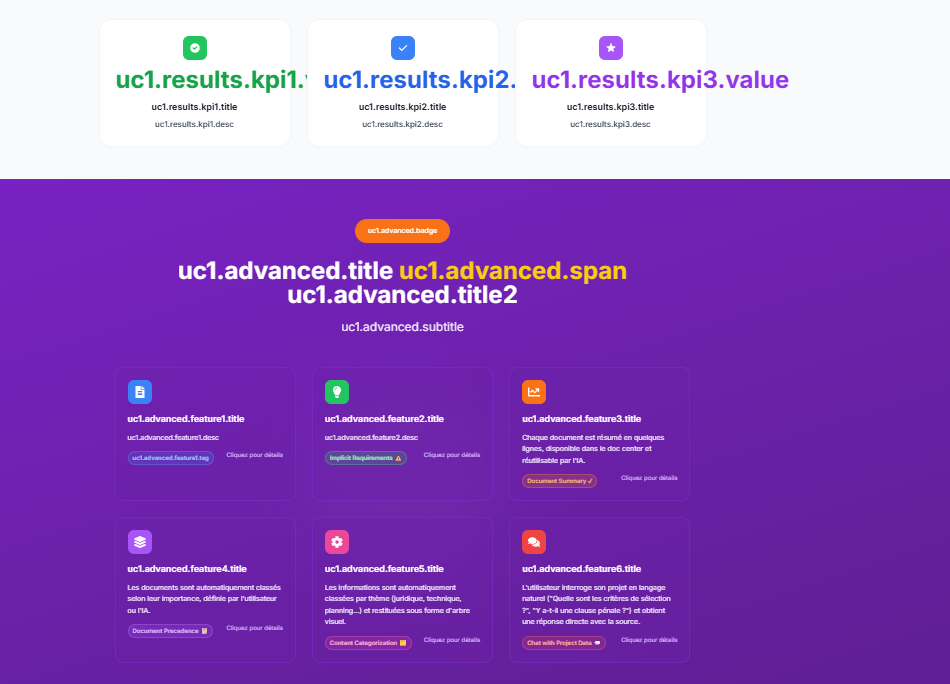 uc1.results.kpi1.
uc1.results.kpi2.
uc1.results.kpi3.value
uc1.results.kpi1.title
uc1.results.kpi2.title
uc1.results.kpi3.title
uc1.results.kpi1.desc
uc1.results.kpi2.desc
uc1.results.kpi3.desc
uc1.advanced.badge
uc1.advanced.title uc1.advanced.span
uc1.advanced.title2
uc1.advanced.subtitle
uc1.advanced.feature1.title
uc1.advanced.feature1.desc
uc1.advanced.feature1.tag
Cliquez pour détails
uc1.advanced.feature2.title
uc1.advanced.feature2.desc
Implicit Requirements ⚠️
Cliquez pour détails
uc1.advanced.feature3.title
Chaque document est résumé en quelques
lignes, disponible dans le doc center et
réutilisable par l'IA.
Document Summary ✓
Cliquez pour détails
uc1.advanced.feature4.title
Les documents sont automatiquement classés
selon leur importance, définie par l'utilisateur
ou l'IA.
Document Precedence
Cliquez pour détails
uc1.advanced.feature5.title
Les informations sont automatiquement
classées par thème (juridique, technique,
planning...) et restituées sous forme d'arbre
visuel.
Content Categorization
Cliquez pour détails
uc1.advanced.feature6.title
L'utilisateur interroge son projet en langage
naturel ("Quelle sont les critères de sélection
?", "Y a-t-il une clause pénale ?") et obtient
une réponse directe avec la source.
Chat with Project Data 💬
Cliquez pour détails